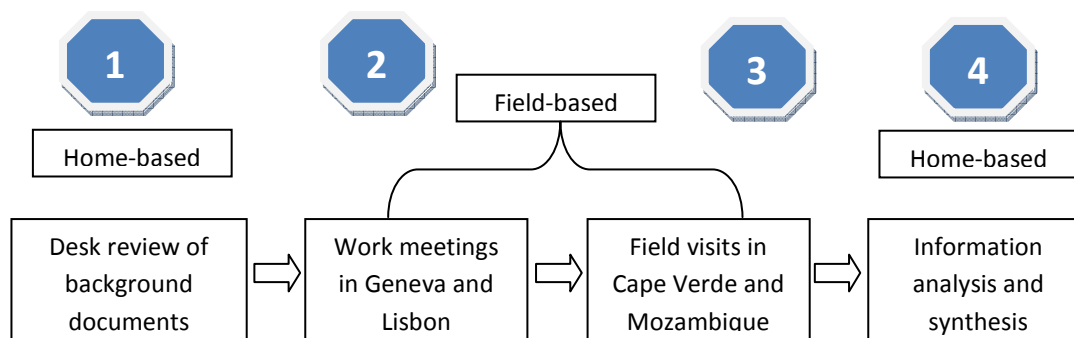 1
2
3
4
Field-based
Home-based
Home-based
Desk review of
background
documents
Work meetings
in Geneva and
Lisbon
Field visits in
Cape Verde and
Mozambique
Information
analysis and
synthesis